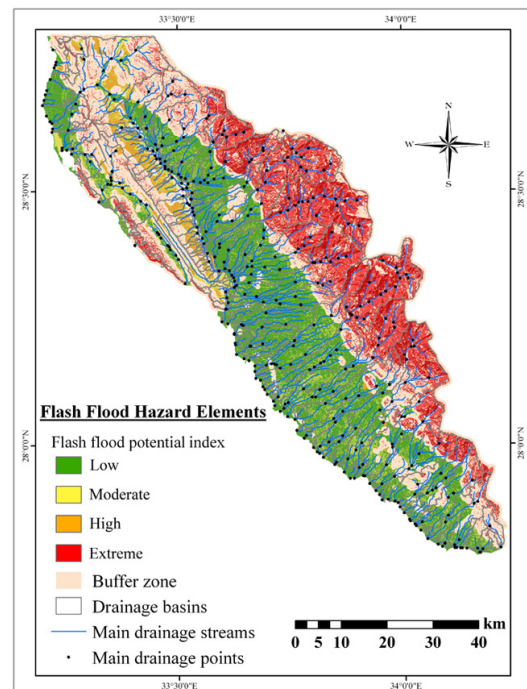 33°30'0"E 34°0'0"E
N
W E
S
28°30'0"N 28°30'0"N
Flash Flood Hazard Elements
Flash flood potential index
Low
Moderate
High
Extreme
Buffer zone
Drainage basins
Main drainage streams
Main drainage points
28°0'0"N 28°0'0"N
km
0 5 10 20 30 40
33°30'0"E 34°0'0"E